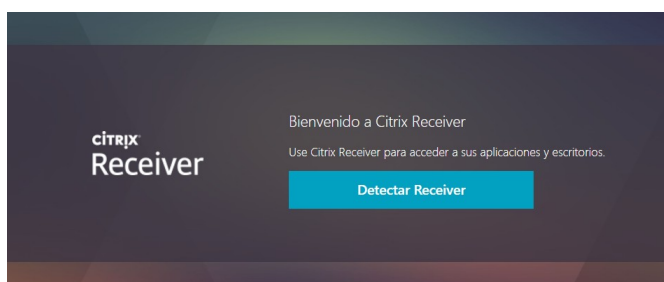 Bienvenido a Citrix Receiver
CITRIX
Receiver
Use Citrix Receiver para acceder a sus aplicaciones y escritorios.
Detectar Receiver